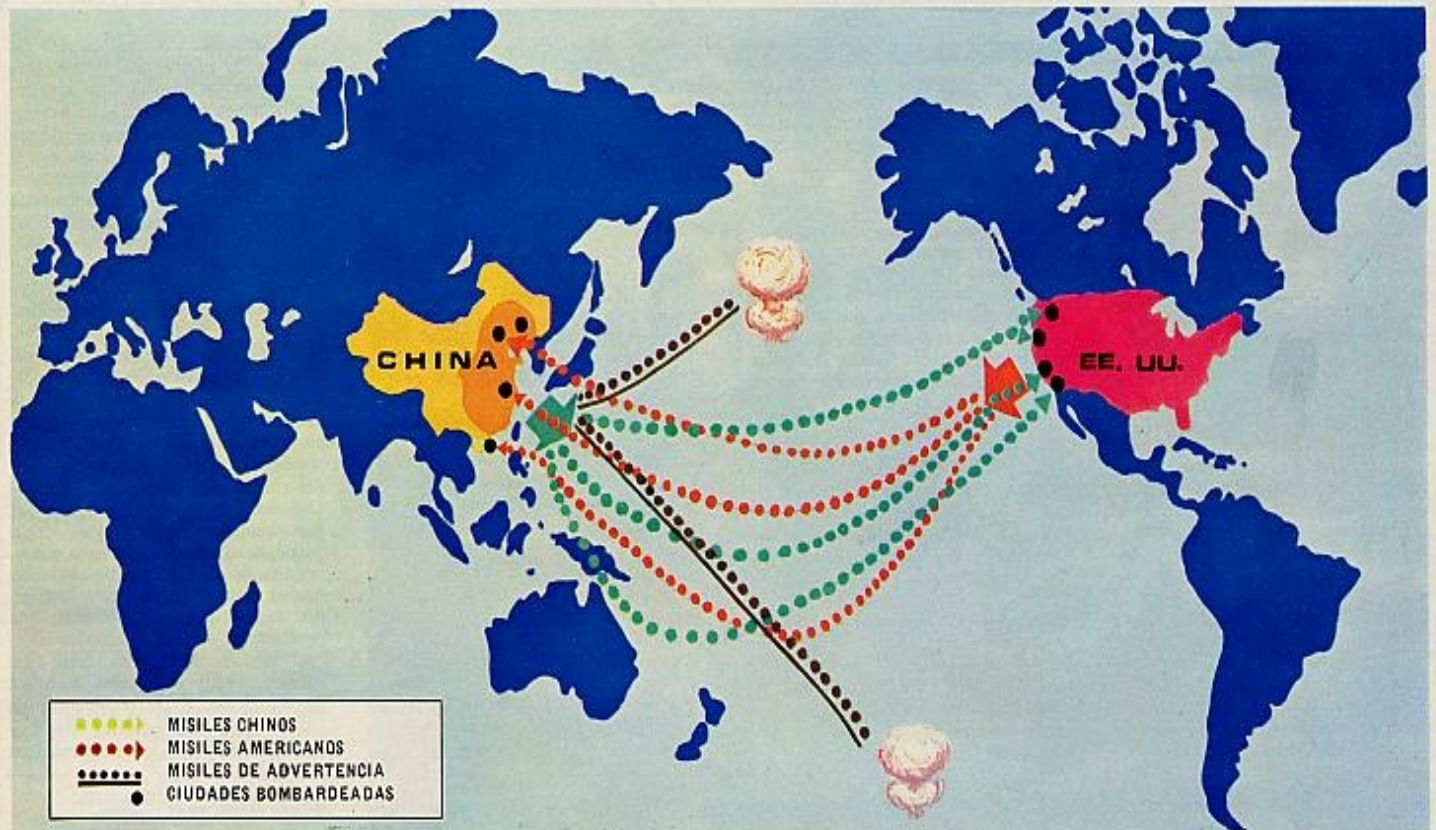 CHINA
EE. UU.
MISILES CHINOS
MISILES AMERICANOS
MISILES DE ADVERTENCIA
CIUDADES BOMBARDEADAS